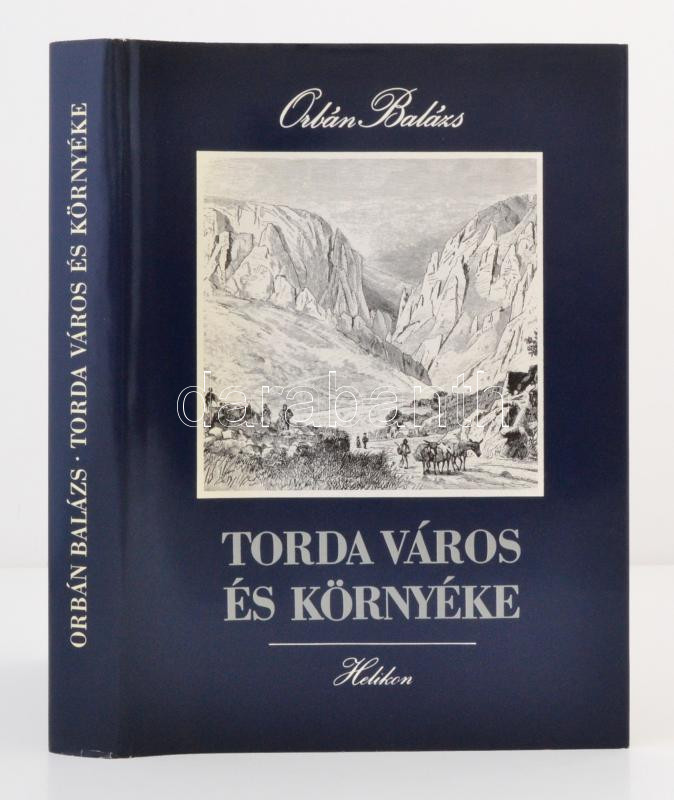 ORBÁN BALÁZS · TORDA VÁROS ÉS KÖRNYÉKE
Orbán Balázs
darabanth
TORDA VÁROS
ÉS KÖRNYÉKE
Helikon